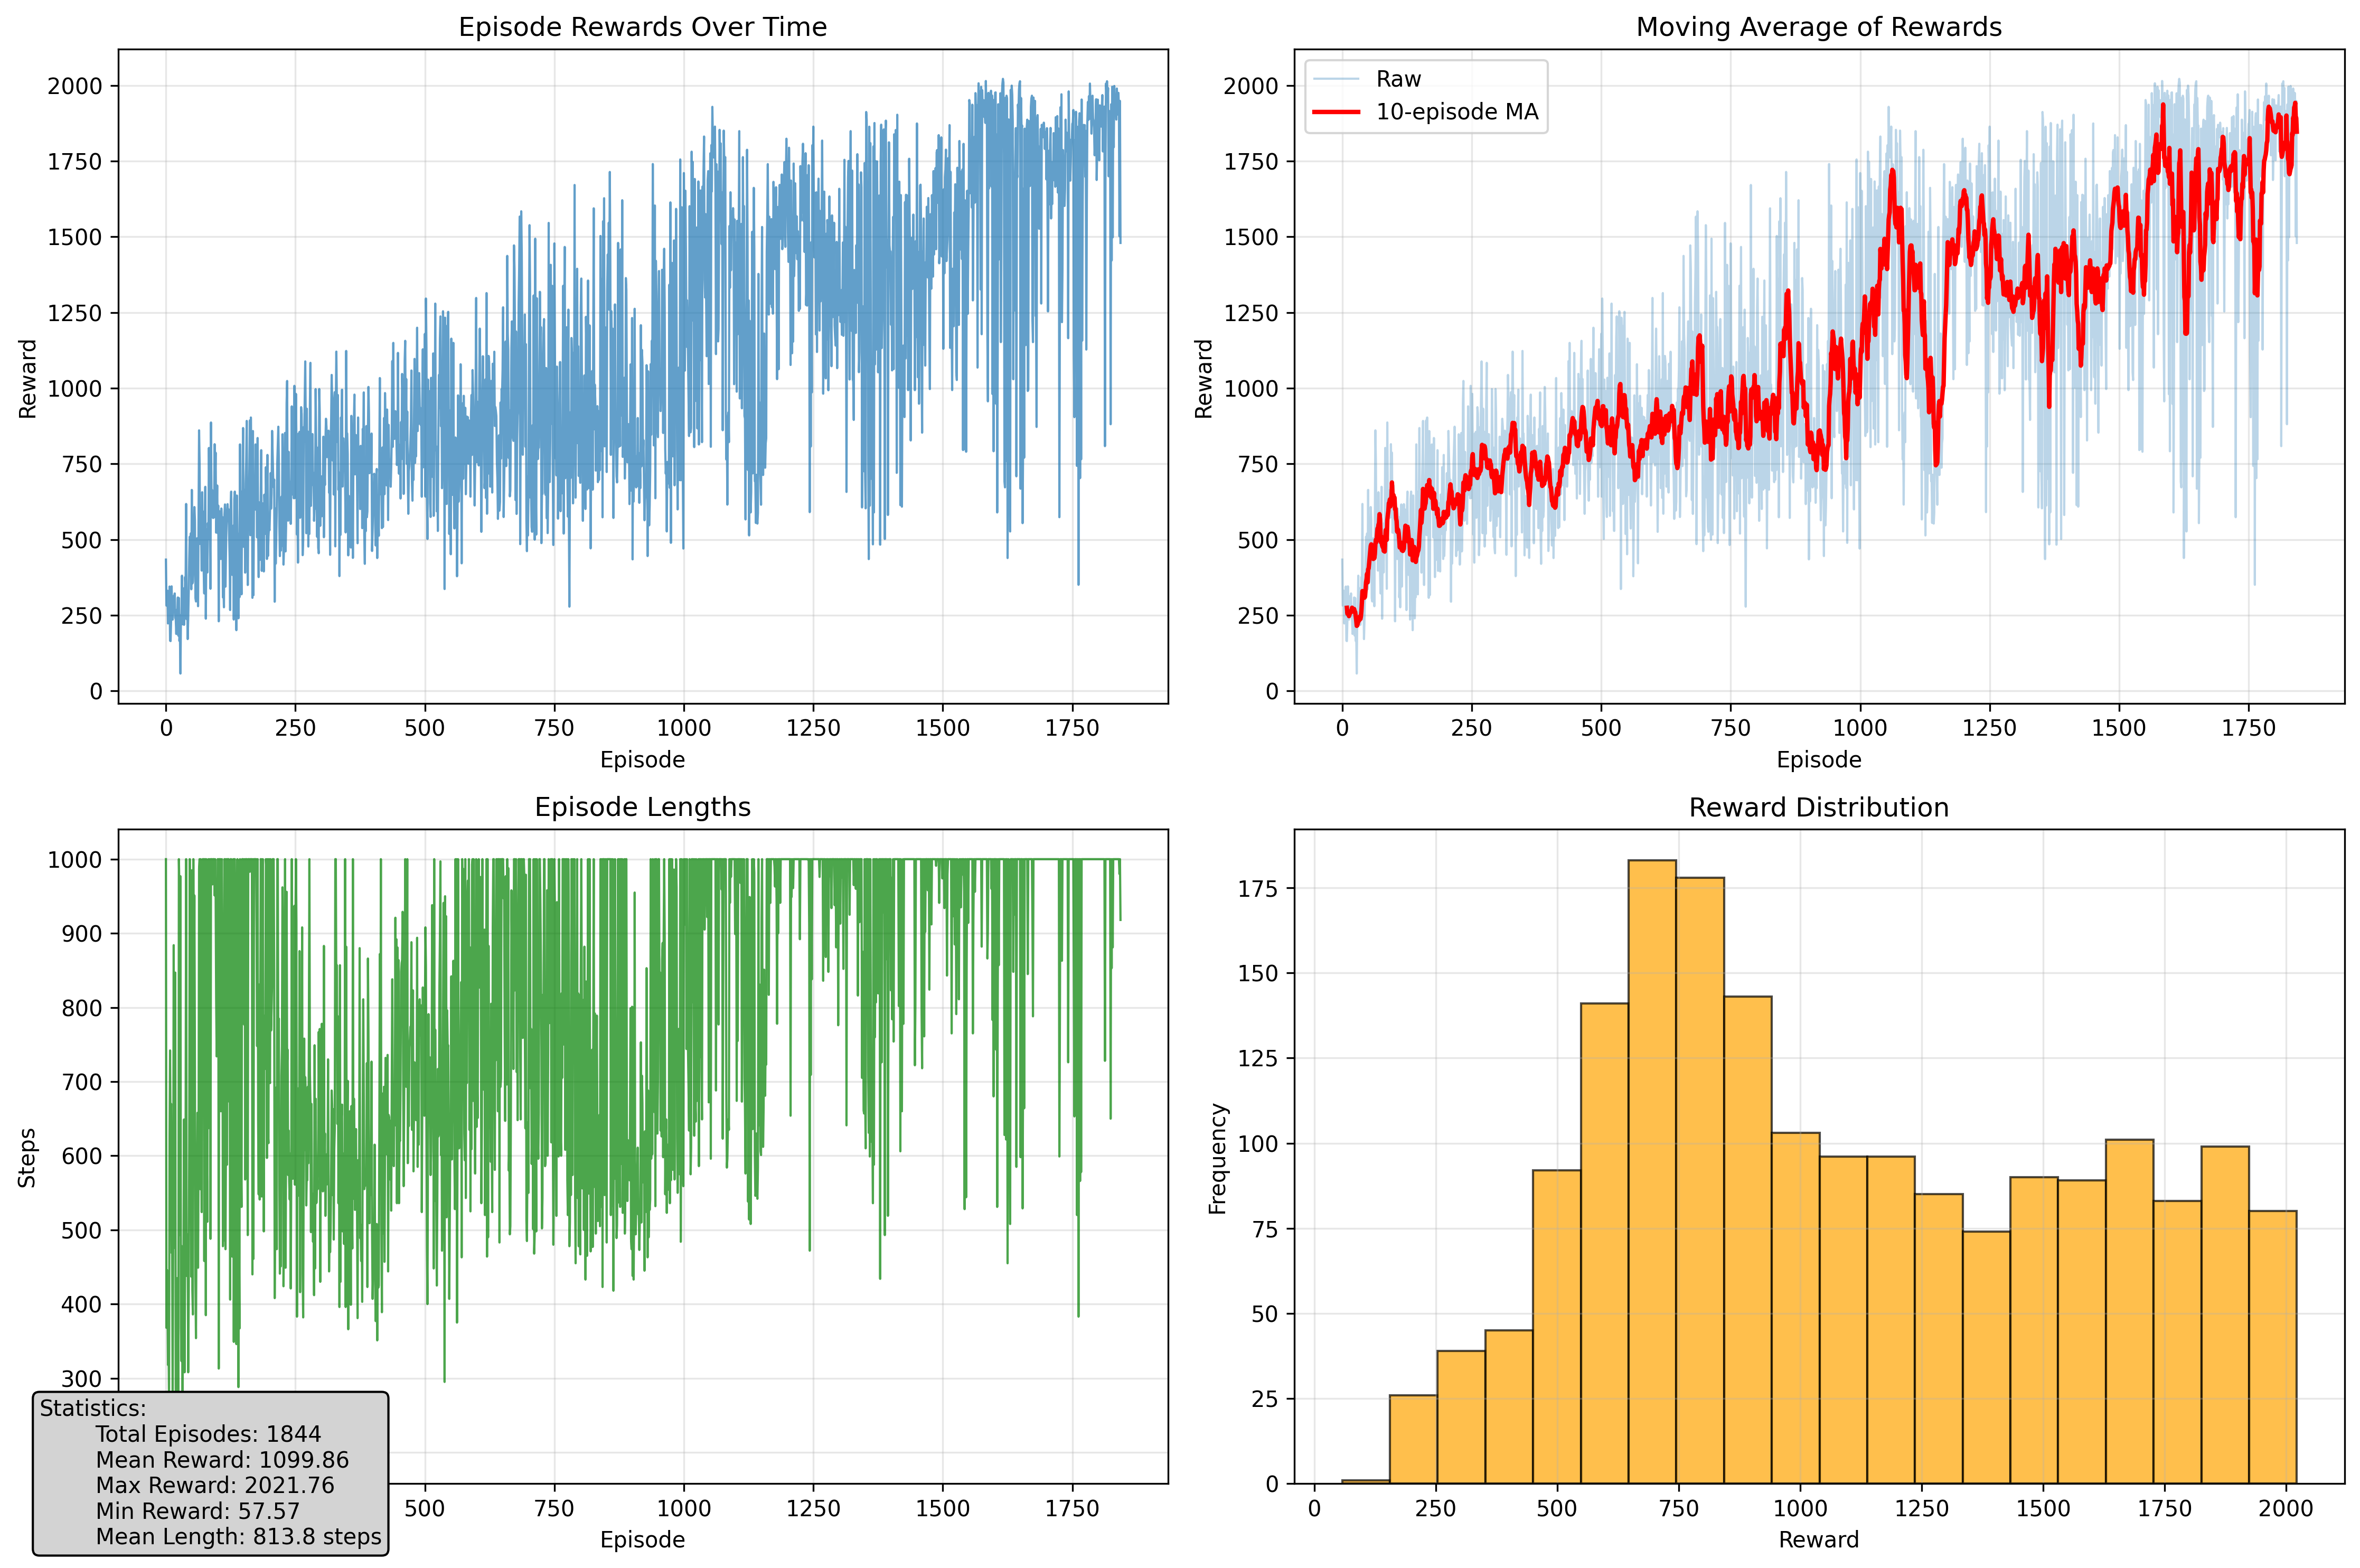 Episode Rewards Over Time
Reward
2000
1750
1500
1250
1000
750
500
250
0
0 250 500 750 1000 1250 1500 1750
Episode
Moving Average of Rewards
Raw
10-episode MA
Reward
2000
1750
1500
1250
1000
750
500
250
0
0 250 500 750 1000 1250 1500 1750
Episode
Episode Lengths
Steps
1000
900
800
700
600
500
400
300
500 750 1000 1250 1500 1750
Episode
Statistics:
Total Episodes: 1844
Mean Reward: 1099.86
Max Reward: 2021.76
Min Reward: 57.57
Mean Length: 813.8 steps
Reward Distribution
Frequency
175
150
125
100
75
50
25
0
0 250 500 750 1000 1250 1500 1750 2000
Reward